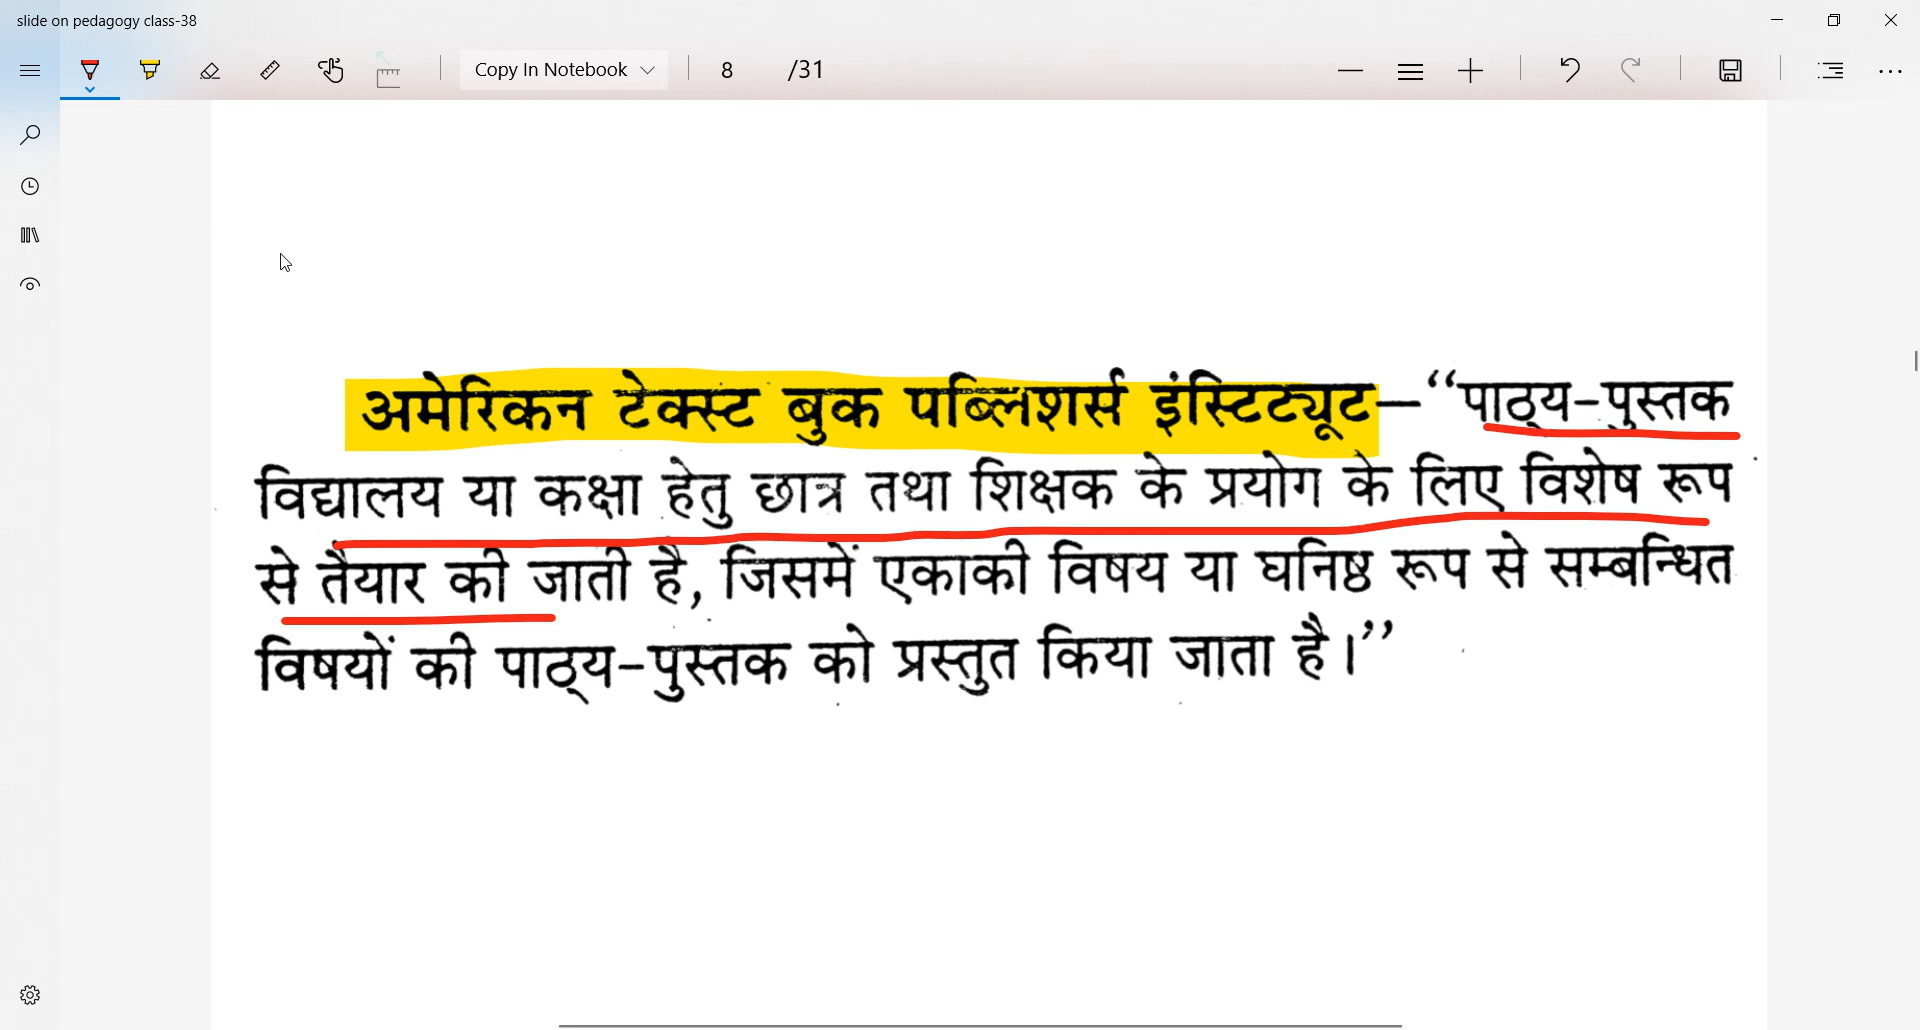 slide on pedagogy class-38
Copy In Notebook 8 /31
अमेरिकन टेक्स्ट बुक पब्लिशर्स इंस्टिट्यूट—‘‘पाठ्य-पुस्तक
विद्यालय या कक्षा हेतु छात्र तथा शिक्षक के प्रयोग के लिए विशेष रूप
से तैयार की जाती है, जिसमें एकाकी विषय या घनिष्ठ रूप से सम्बन्धित
विषयों की पाठ्य-पुस्तक को प्रस्तुत किया जाता है।’’